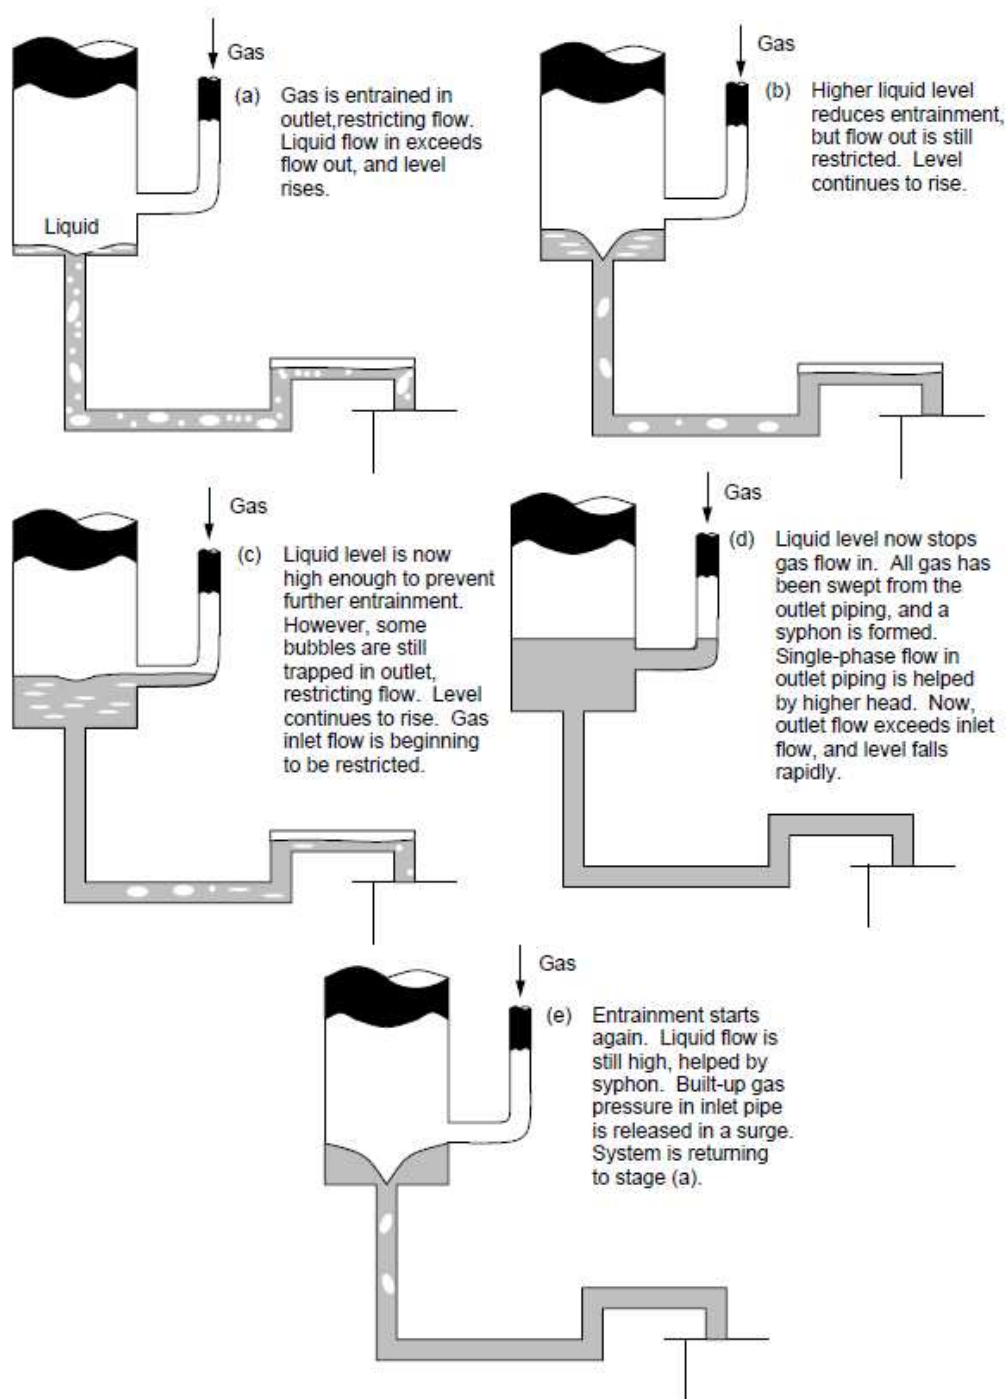 Gas
(a) Gas is entrained in
outlet,restricting flow.
Liquid flow in exceeds
flow out, and level
rises.
Liquid
Gas
(b) Higher liquid level
reduces entrainment,
but flow out is still
restricted. Level
continues to rise.
Gas
(c) Liquid level is now
high enough to prevent
further entrainment.
However, some
bubbles are still
trapped in outlet,
restricting flow. Level
continues to rise. Gas
inlet flow is beginning
to be restricted.
Gas
(d) Liquid level now stops
gas flow in. All gas has
been swept from the
outlet piping, and a
syphon is formed.
Single-phase flow in
outlet piping is helped
by higher head. Now,
outlet flow exceeds inlet
flow, and level falls
rapidly.
Gas
(e) Entrainment starts
again. Liquid flow is
still high, helped by
syphon. Built-up gas
pressure in inlet pipe
is released in a surge.
System is returning
to stage (a).